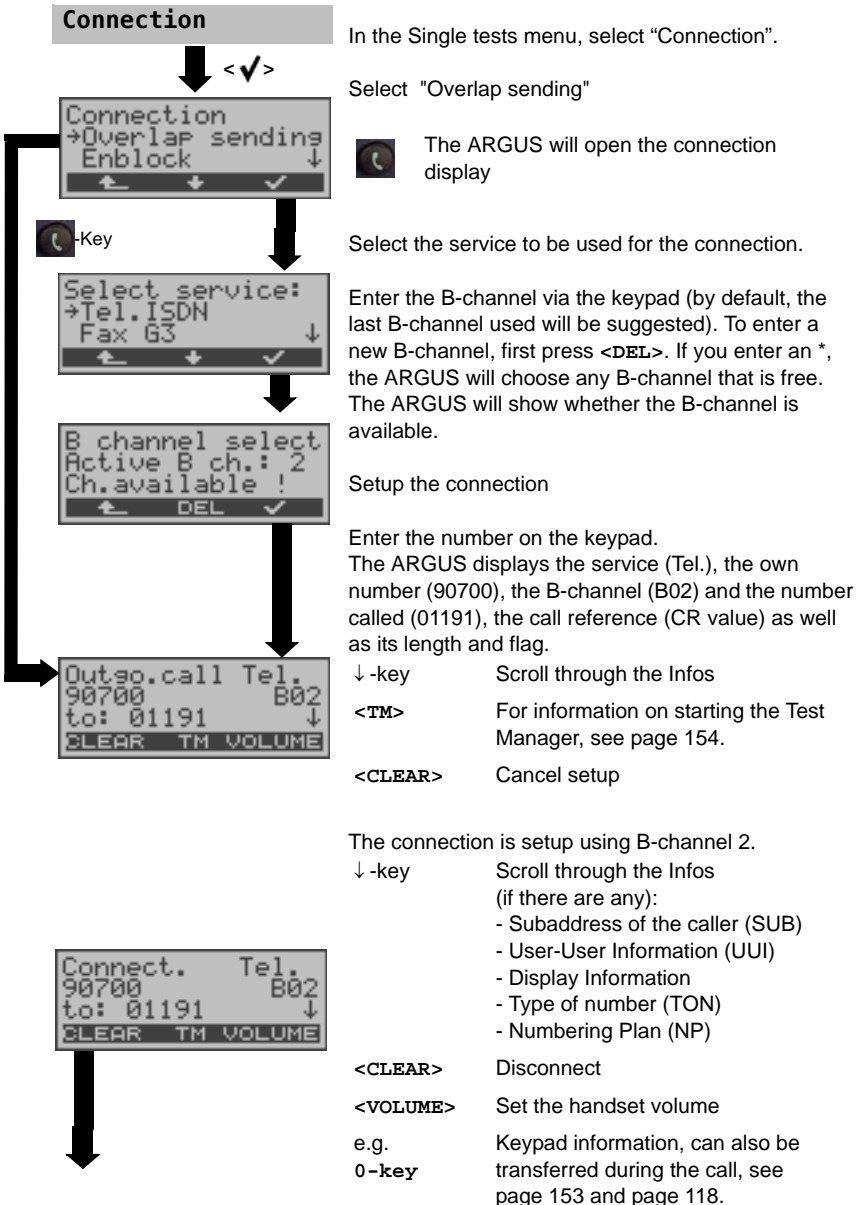 Connection
In the Single tests menu, select “Connection”.
<✓>
Select "Overlap sending"
Connection
→Overlap sending
Enblock ↓
The ARGUS will open the connection
display
-Key
Select the service to be used for the connection.
Select service:
→Tel.ISDN
Fax G3 ↓
Enter the B-channel via the keypad (by default, the
last B-channel used will be suggested). To enter a
new B-channel, first press <DEL>. If you enter an *,
the ARGUS will choose any B-channel that is free.
The ARGUS will show whether the B-channel is
available.
B channel select
Active B ch.: 2
Ch.available !
DEL ✓
Setup the connection
Enter the number on the keypad.
The ARGUS displays the service (Tel.), the own
number (90700), the B-channel (B02) and the number
called (01191), the call reference (CR value) as well
as its length and flag.
Outgo.call Tel.
90700 B02
to: 01191 ↓
CLEAR TM VOLUME
↓ -key Scroll through the Infos
<TM> For information on starting the Test
Manager, see page 154.
<CLEAR> Cancel setup
The connection is setup using B-channel 2.
↓ -key Scroll through the Infos
(if there are any):
- Subaddress of the caller (SUB)
- User-User Information (UUI)
- Display Information
- Type of number (TON)
- Numbering Plan (NP)
Connect. Tel.
90700 B02
to: 01191 ↓
CLEAR TM VOLUME
<CLEAR> Disconnect
<VOLUME> Set the handset volume
e.g. Keypad information, can also be
0-key transferred during the call, see
page 153 and page 118.